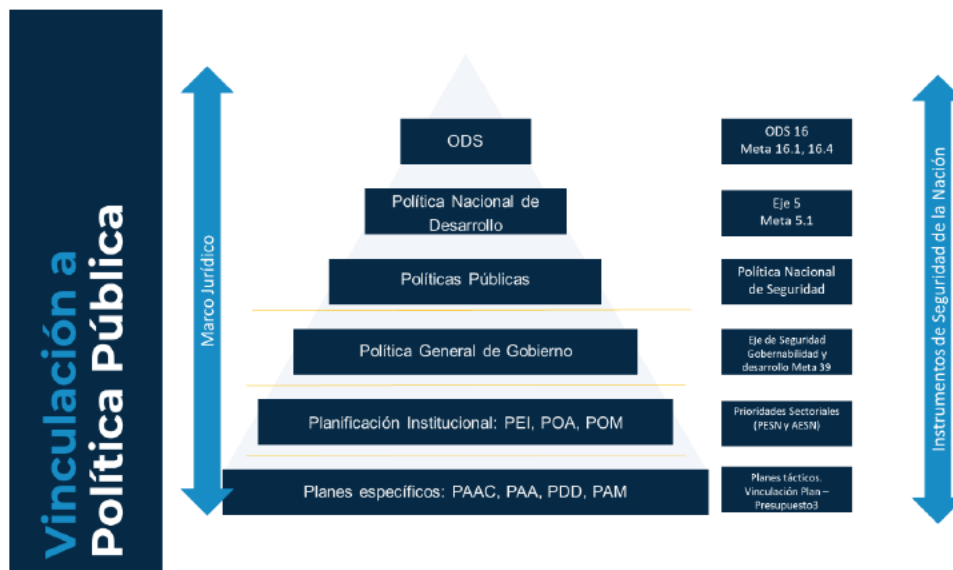 Vinculación a
Política Pública
Marco Jurídico
ODS
Política Nacional de
Desarrollo
Políticas Públicas
Política General de Gobierno
Planificación Institucional: PEI, POA, POM
Planes específicos: PAAC, PAA, PDD, PAM
ODS 16
Meta 16.1, 16.4
Eje 5
Meta 5.1
Política Nacional
de Seguridad
Eje de Seguridad
Gobernabilidad y
desarrollo Meta 39
Prioridades Sectoriales
(PESN y AESN)
Planes tácticos.
Vinculación Plan –
Presupuesto3
Instrumentos de Seguridad de la Nación